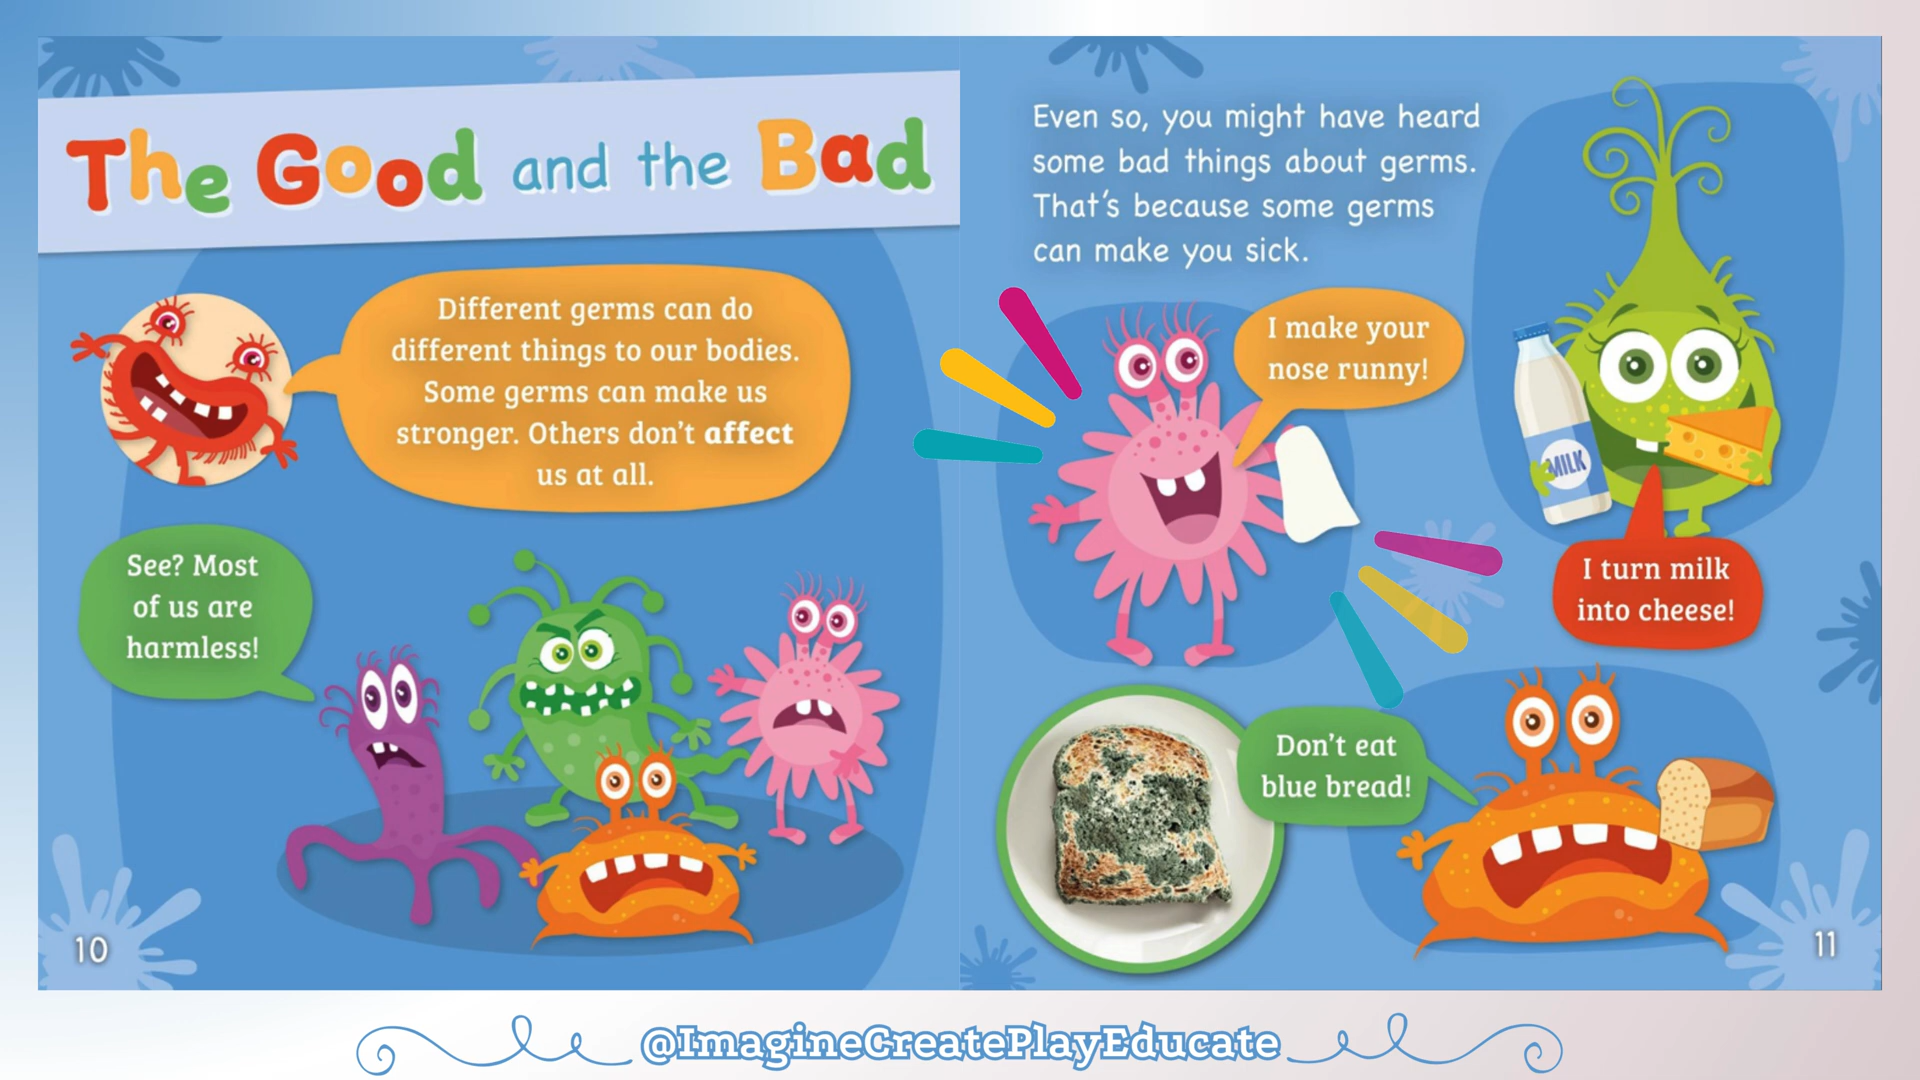 The Good and the Bad
Different germs can do
different things to our bodies.
Some germs can make us
stronger. Others don't affect
us at all.
See? Most
of us are
harmless!
10
Even so, you might have heard
some bad things about germs.
That's because some germs
can make you sick.
I make your
nose runny!
MILK
I turn milk
into cheese!
Don't eat
blue bread!
11
@ImagineCreatePlayEducate